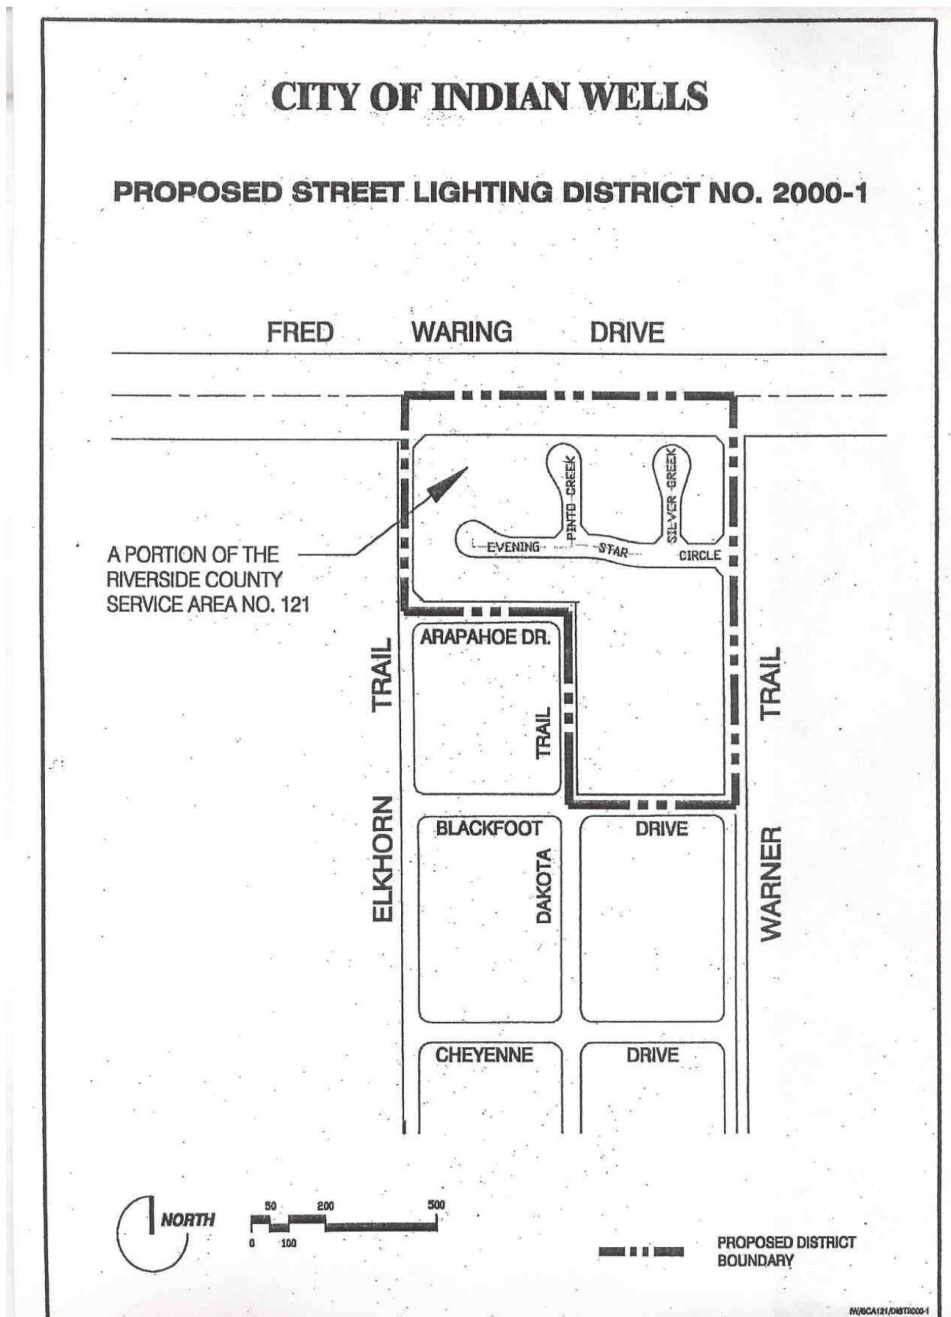 CITY OF INDIAN WELLS
PROPOSED STREET LIGHTING DISTRICT NO. 2000-1
FRED WARING DRIVE
PINTO CREEK
SILVER CREEK
EVENING STAR CIRCLE
A PORTION OF THE
RIVERSIDE COUNTY
SERVICE AREA NO. 121
ARAPAHOE DR.
ELKHORN TRAIL
DAKOTA TRAIL
WARNER TRAIL
BLACKFOOT DRIVE
CHEYENNE DRIVE
NORTH
50 200 500
0 100
PROPOSED DISTRICT
BOUNDARY